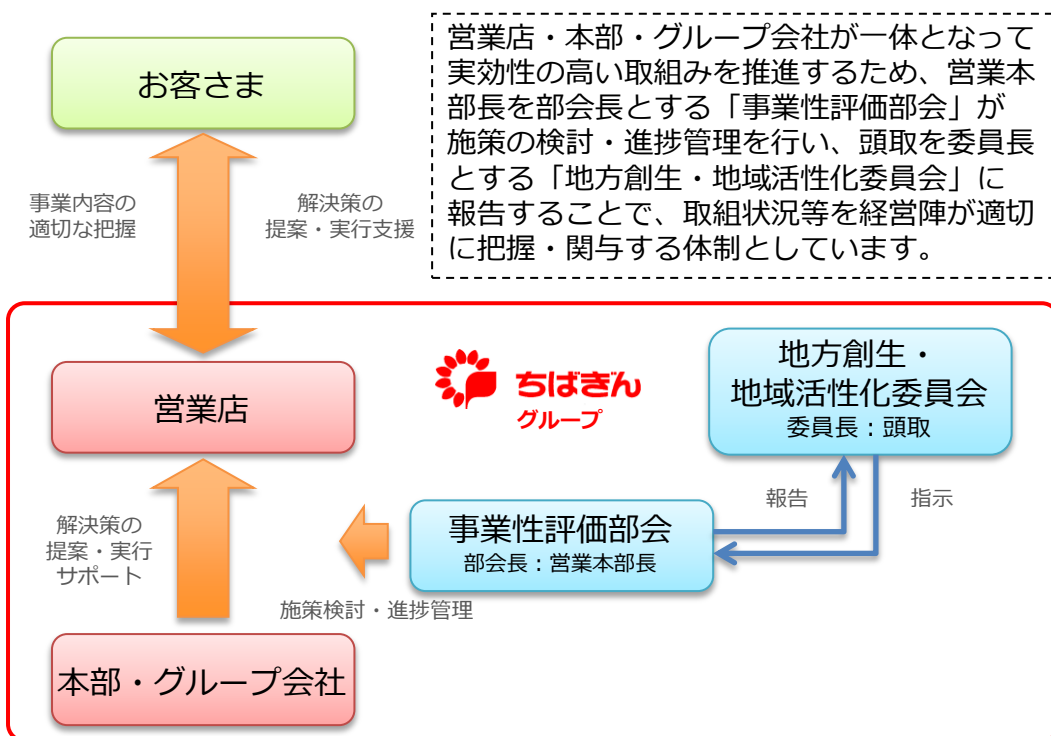 お客さま
営業店・本部・グループ会社が一体となって
実効性の高い取組みを推進するため、営業本
部長を部会長とする「事業性評価部会」が
施策の検討・進捗管理を行い、頭取を委員長
とする「地方創生・地域活性化委員会」に
報告することで、取組状況等を経営陣が適切
に把握・関与する体制としています。
事業内容の
適切な把握
解決策の
提案・実行支援
営業店
ちばぎん
グループ
地方創生・
地域活性化委員会
委員長：頭取
報告
指示
事業性評価部会
部会長：営業本部長
解決策の
提案・実行
サポート
施策検討・進捗管理
本部・グループ会社